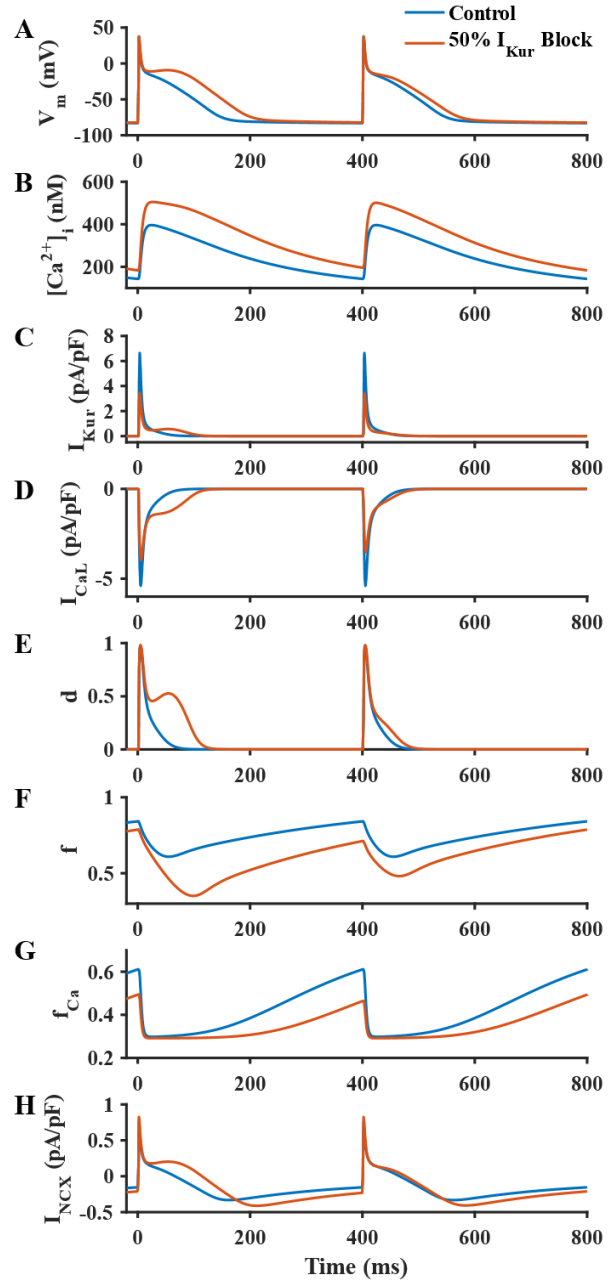 Control
50% I_Kur Block
A
V_m (mV)
0
-50
-100
0 200 400 600 800
B
[Ca²⁺]_i (nM)
600
400
200
0 200 400 600 800
C
I_Kur (pA/pF)
8
6
4
2
0
0 200 400 600 800
D
I_CaL (pA/pF)
0
-5
0 200 400 600 800
E
d
1
0.5
0
0 200 400 600 800
F
f
1
0.5
0 200 400 600 800
G
f_Ca
0.6
0.4
0.2
0 200 400 600 800
H
I_NCX (pA/pF)
1
0.5
0
-0.5
0 200 400 600 800
Time (ms)